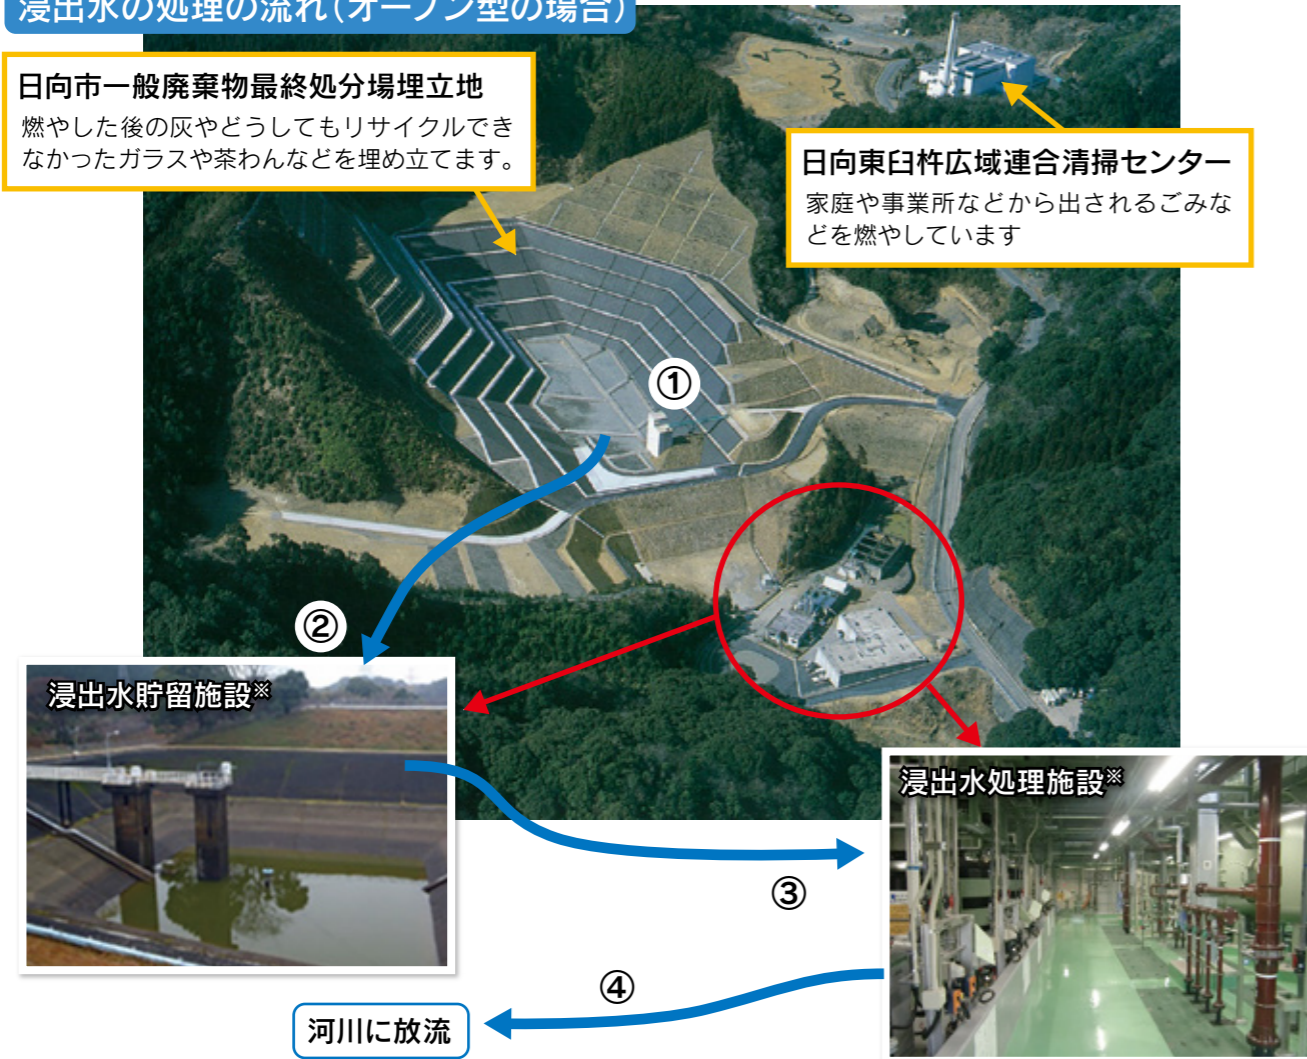 浸出水の処理の流れ（オープン型の場合）
日向市一般廃棄物最終処分場埋立地
燃やした後の灰やどうしてもリサイクルでき
なかったガラスや茶わんなどを埋め立てます。
日向東臼杵広域連合清掃センター
家庭や事業所などから出されるごみな
どを燃やしています
①
②
浸出水貯留施設※
浸出水処理施設※
③
④
河川に放流